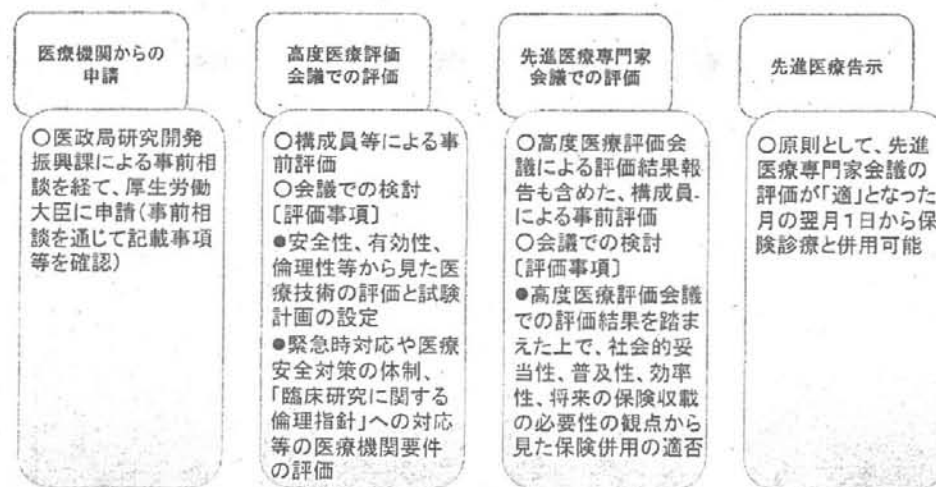 医療機関からの
申請
○医政局研究開発
振興課による事前相
談を経て、厚生労働
大臣に申請(事前相
談を通じて記載事項
等を確認)
高度医療評価
会議での評価
○構成員等による事
前評価
○会議での検討
〔評価事項〕
●安全性、有効性、
倫理性等から見た医
療技術の評価と試験
計画の設定
●緊急時対応や医療
安全対策の体制、
「臨床研究に関する
倫理指針」への対応
等の医療機関要件
の評価
先進医療専門家
会議での評価
○高度医療評価会
議による評価結果報
告も含めた、構成員
による事前評価
○会議での検討
〔評価事項〕
●高度医療評価会議
での評価結果を踏ま
えた上で、社会的妥
当性、普及性、効率
性、将来の保険収載
の必要性の観点から
見た保険併用の適否
先進医療告示
○原則として、先進
医療専門家会議の
評価が「適」となった
月の翌月1日から保
険診療と併用可能